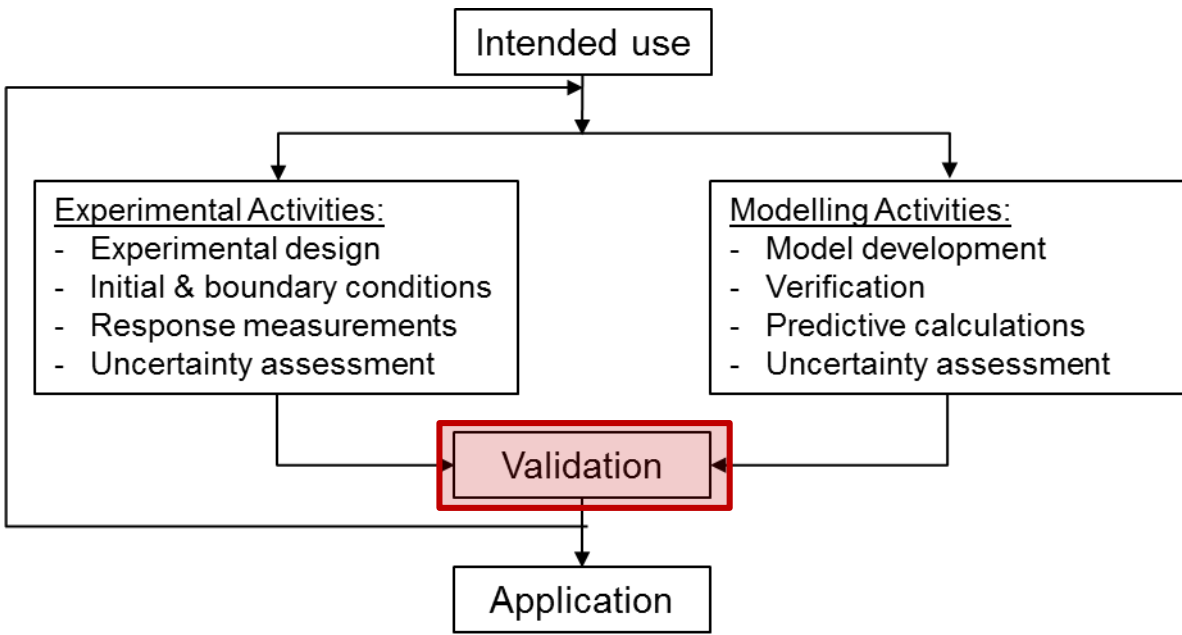 Intended use
Experimental Activities:
- Experimental design
- Initial & boundary conditions
- Response measurements
- Uncertainty assessment
Modelling Activities:
- Model development
- Verification
- Predictive calculations
- Uncertainty assessment
Validation
Application